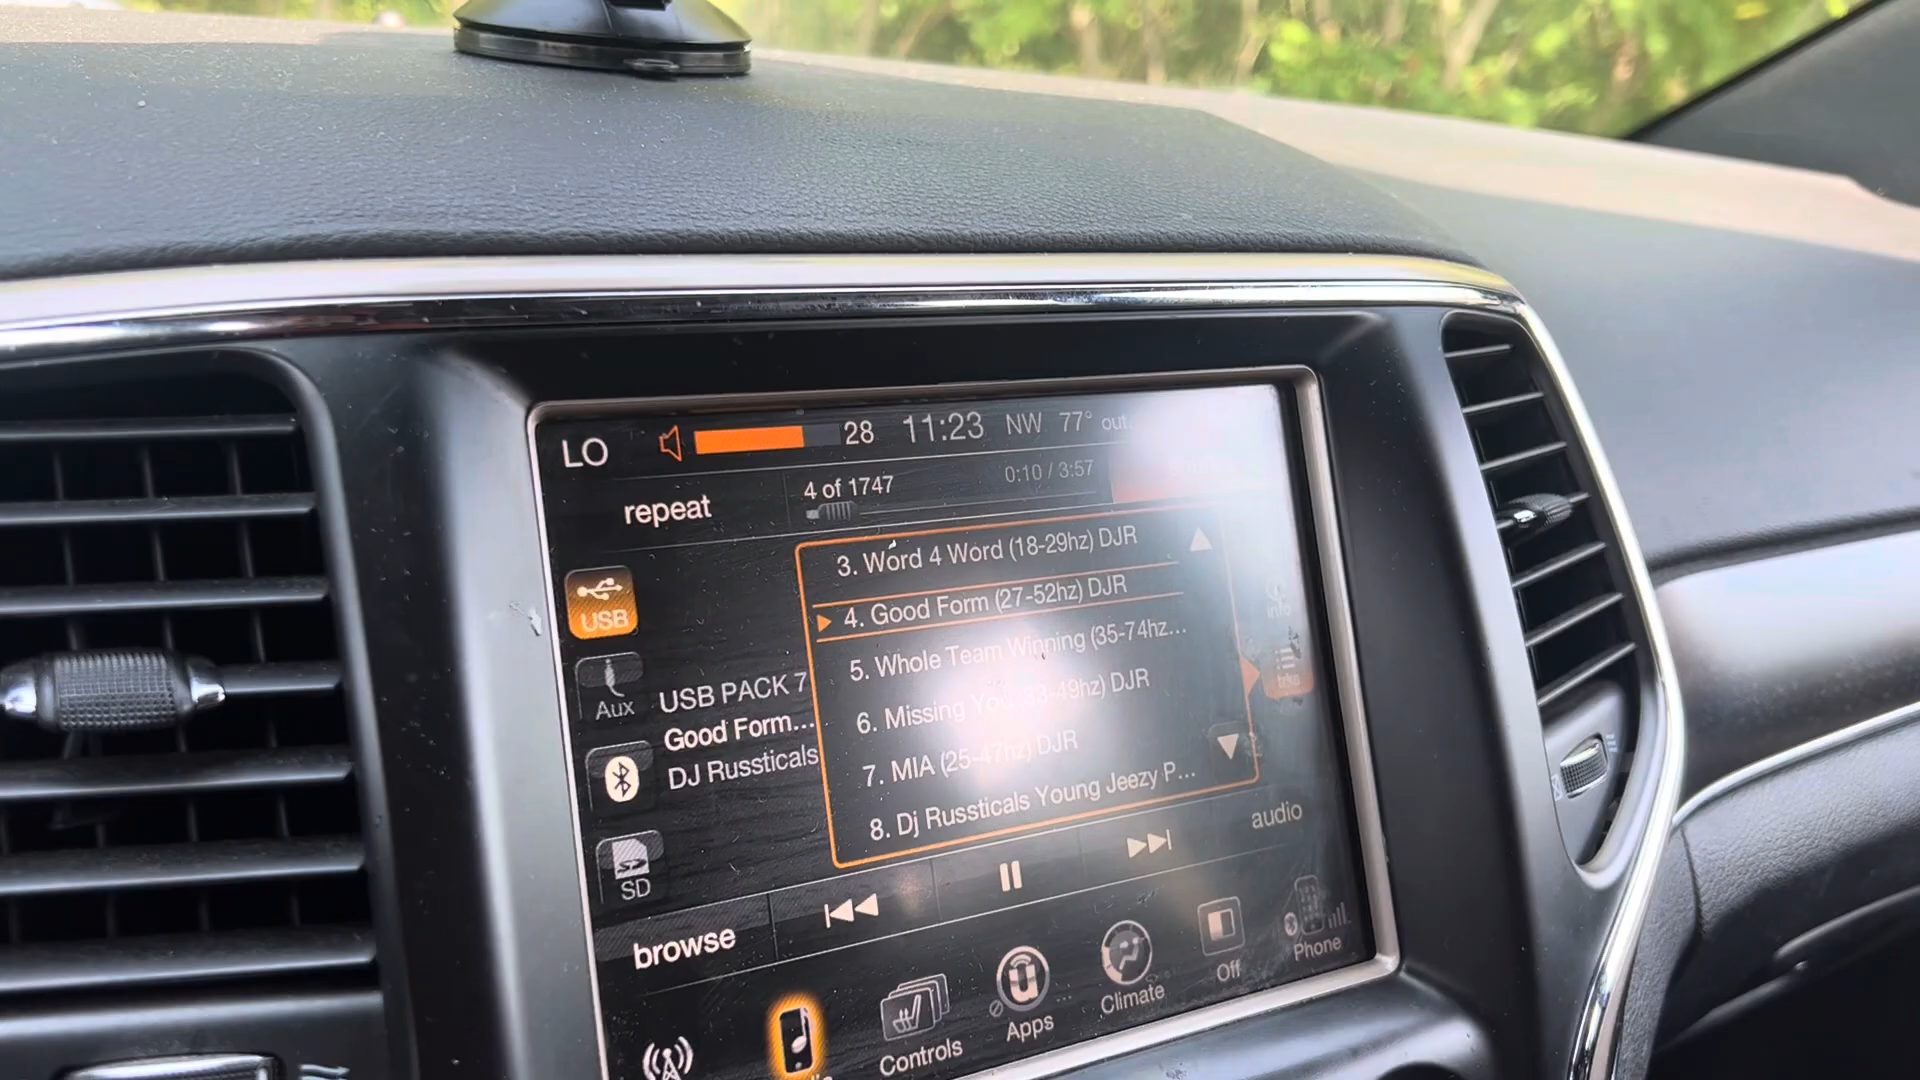 LO 28 11:23 NW 77° out
repeat 4 of 1747 0:10 / 3:57
3. Word 4 Word (18-29hz) DJR
4. Good Form (27-52hz) DJR
5. Whole Team Winning (35-74hz...
6. Missing You (33-49hz) DJR
7. MIA (25-47hz) DJR
8. Dj Russticals Young Jeezy P...
USB
Aux
SD
USB PACK 7
Good Form...
DJ Russticals
info
trks
browse
audio
Controls
Apps
Climate
Off
Phone